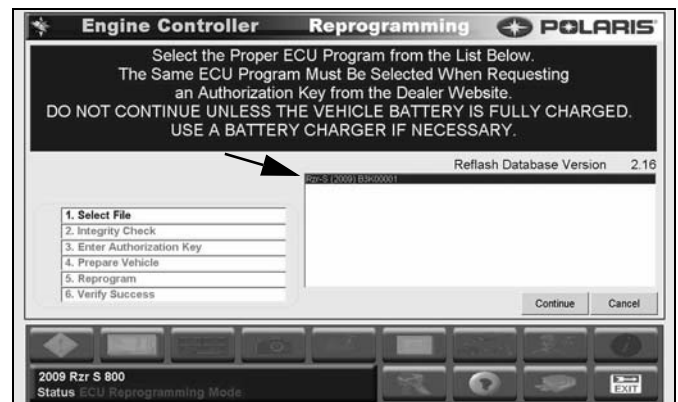 Engine Controller Reprogramming POLARIS
Select the Proper ECU Program from the List Below.
The Same ECU Program Must Be Selected When Requesting
an Authorization Key from the Dealer Website.
DO NOT CONTINUE UNLESS THE VEHICLE BATTERY IS FULLY CHARGED.
USE A BATTERY CHARGER IF NECESSARY.
Reflash Database Version 2.16
Rzr-S (2009) B3K00001
1. Select File
2. Integrity Check
3. Enter Authorization Key
4. Prepare Vehicle
5. Reprogram
6. Verify Success
Continue Cancel
2009 Rzr S 800
Status ECU Reprogramming Mode
EXIT